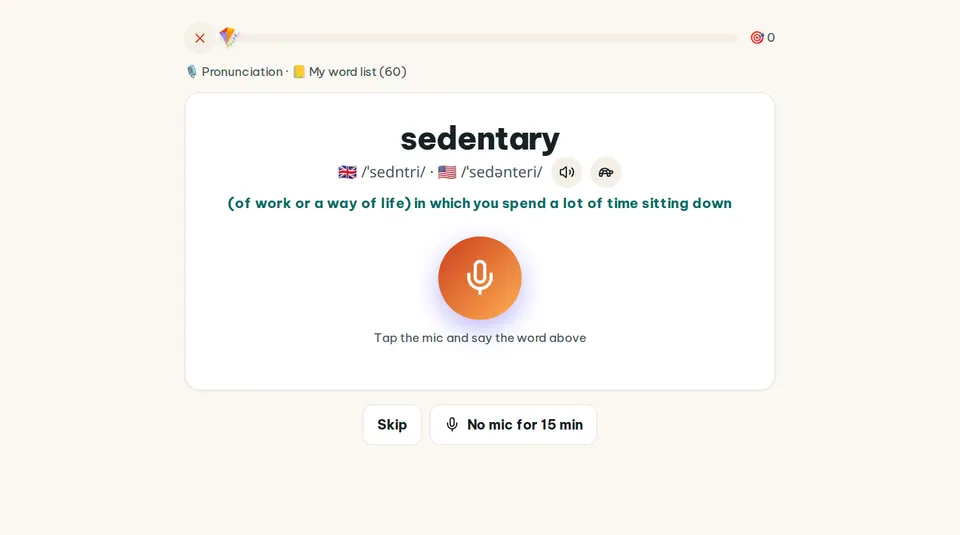 🎯 0
🎙️ Pronunciation · 📒 My word list (60)
sedentary
🇬🇧 /ˈsedntri/ · 🇺🇸 /ˈsedənteri/
(of work or a way of life) in which you spend a lot of time sitting down
Tap the mic and say the word above
Skip
No mic for 15 min